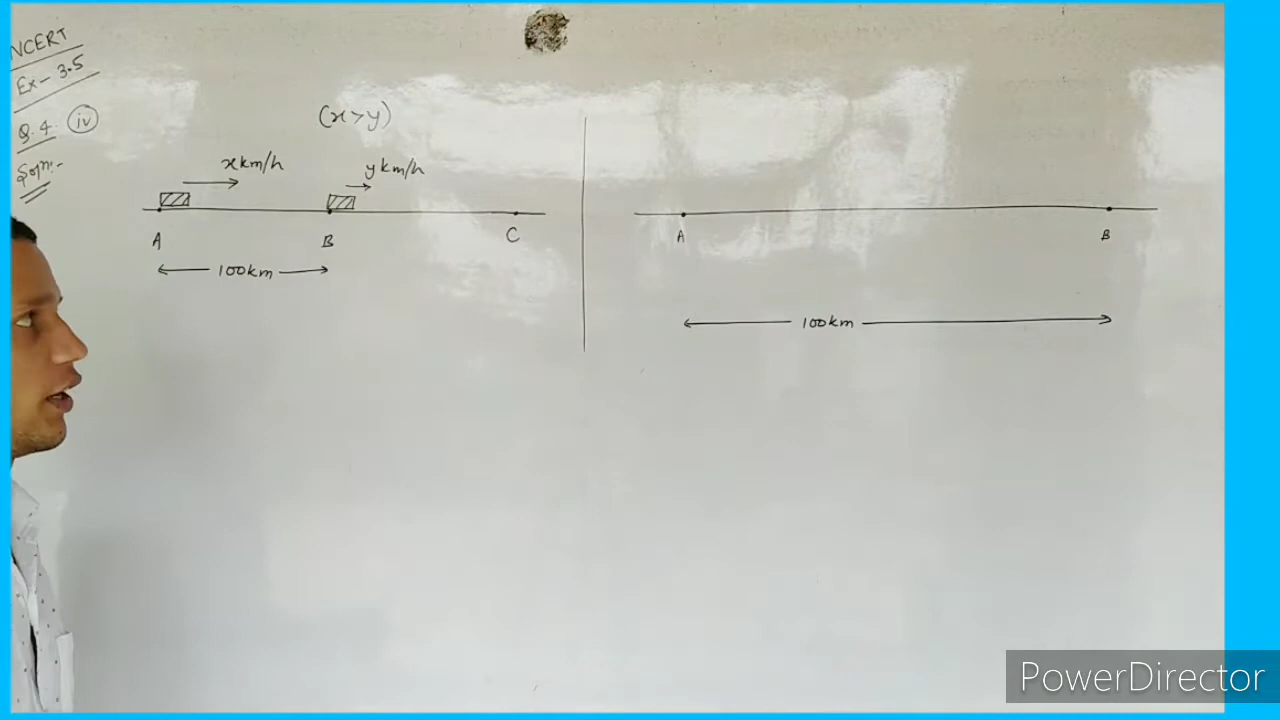 NCERT
Ex- 3.5
Q. 4. (iv)
Soln:-
(x>y)
x km/h
y km/h
A B C
100km
A B
100km
PowerDirector